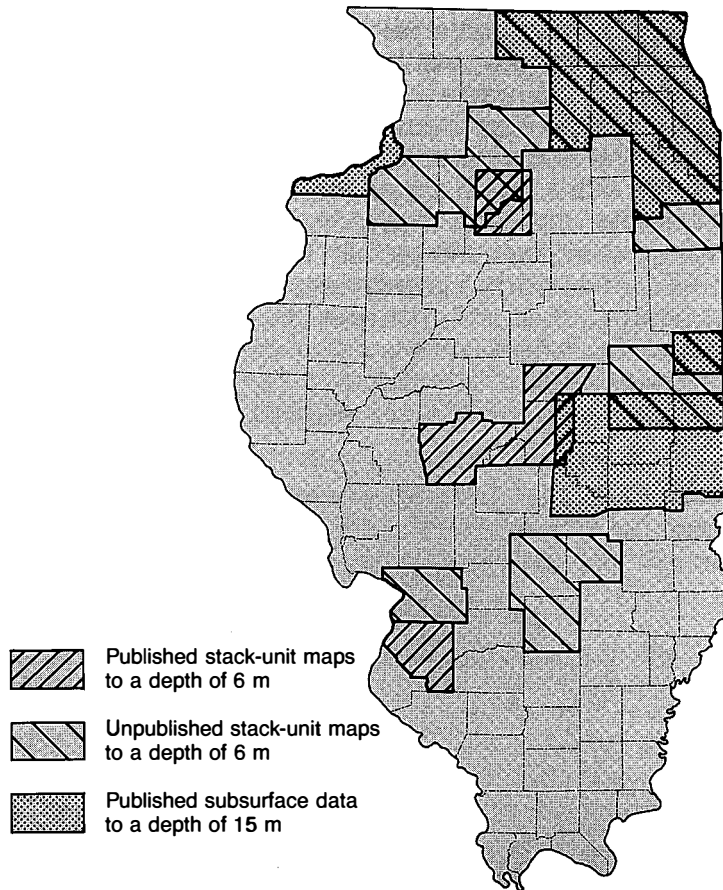 Published stack-unit maps
to a depth of 6 m
Unpublished stack-unit maps
to a depth of 6 m
Published subsurface data
to a depth of 15 m